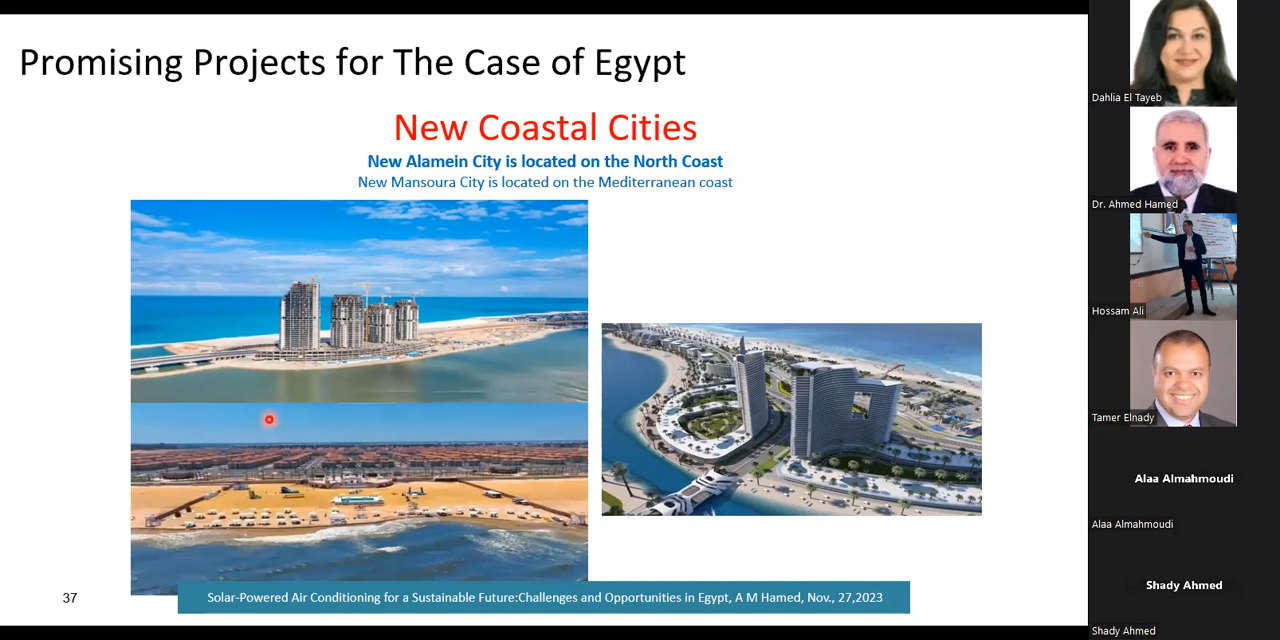 Promising Projects for The Case of Egypt
New Coastal Cities
New Alamein City is located on the North Coast
New Mansoura City is located on the Mediterranean coast
37
Solar-Powered Air Conditioning for a Sustainable Future:Challenges and Opportunities in Egypt, A M Hamed, Nov., 27,2023
Dahlia El Tayeb
Dr. Ahmed Hamed
Hossam Ali
Tamer Elnady
Alaa Almahmoudi
Alaa Almahmoudi
Shady Ahmed
Shady Ahmed